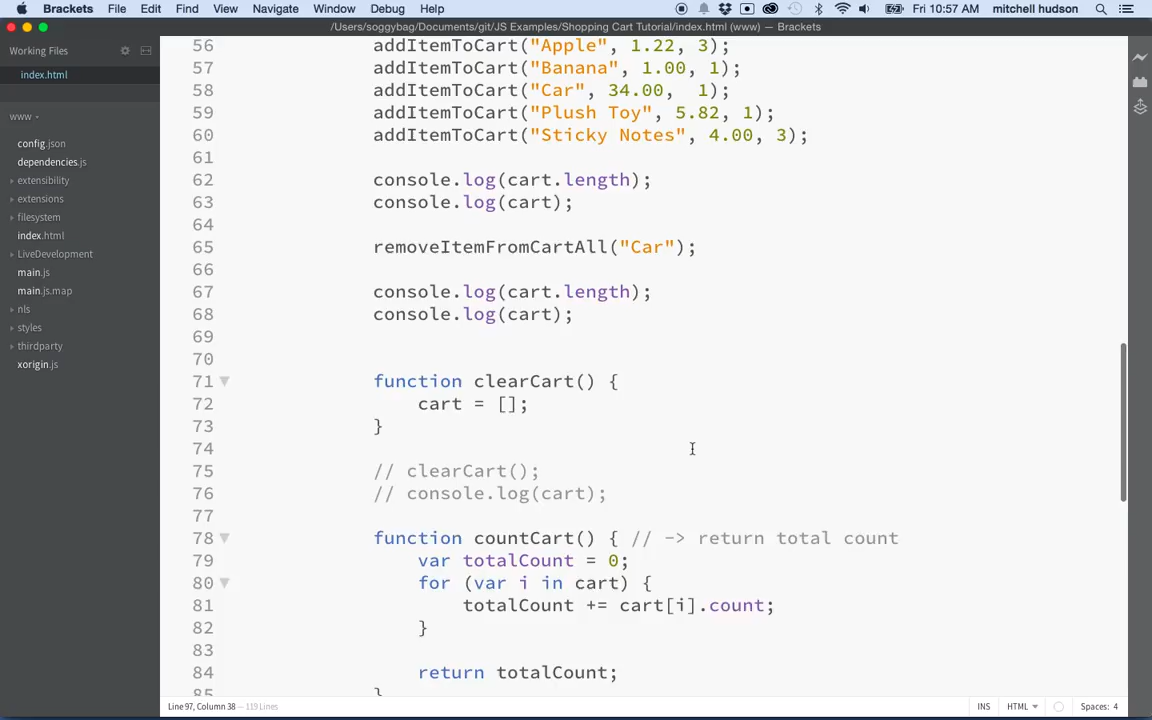 Brackets File Edit Find View Navigate Window Debug Help Fri 10:57 AM mitchell hudson
/Users/soggybag/Documents/git/JS Examples/Shopping Cart Tutorial/index.html (www) — Brackets
Working Files
index.html
www
config.json
dependencies.js
extensibility
extensions
filesystem
index.html
LiveDevelopment
main.js
main.js.map
nls
styles
thirdparty
xorigin.js
56 addItemToCart("Apple", 1.22, 3);
57 addItemToCart("Banana", 1.00, 1);
58 addItemToCart("Car", 34.00,  1);
59 addItemToCart("Plush Toy", 5.82, 1);
60 addItemToCart("Sticky Notes", 4.00, 3);
61
62 console.log(cart.length);
63 console.log(cart);
64
65 removeItemFromCartAll("Car");
66
67 console.log(cart.length);
68 console.log(cart);
69
70
71 function clearCart() {
72 cart = [];
73 }
74
75 // clearCart();
76 // console.log(cart);
77
78 function countCart() { // -> return total count
79 var totalCount = 0;
80 for (var i in cart) {
81 totalCount += cart[i].count;
82 }
83
84 return totalCount;
85 }
Line 97, Column 38 — 119 Lines INS HTML Spaces: 4